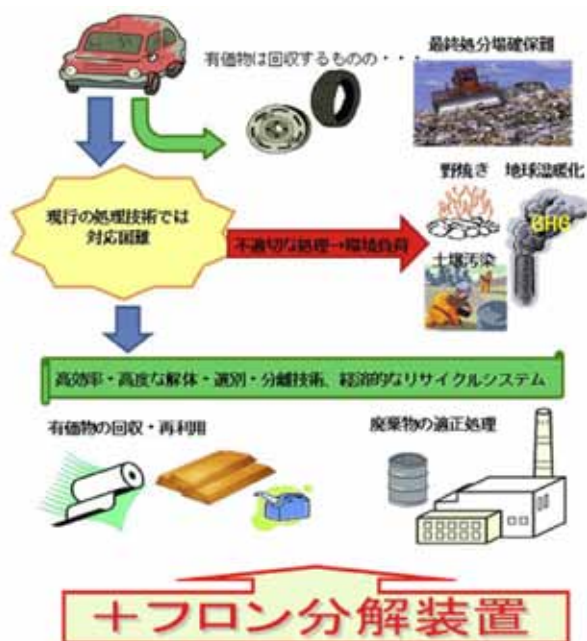 有価物は回収するものの・・・
最終処分場確保難
野焼き
地球温暖化
GHG
現行の処理技術では
対応困難
不適切な処理→環境負荷
土壌汚染
高効率・高度な解体・選別・分離技術、経済的なリサイクルシステム
有価物の回収・再利用
廃棄物の適正処理
＋フロン分解装置